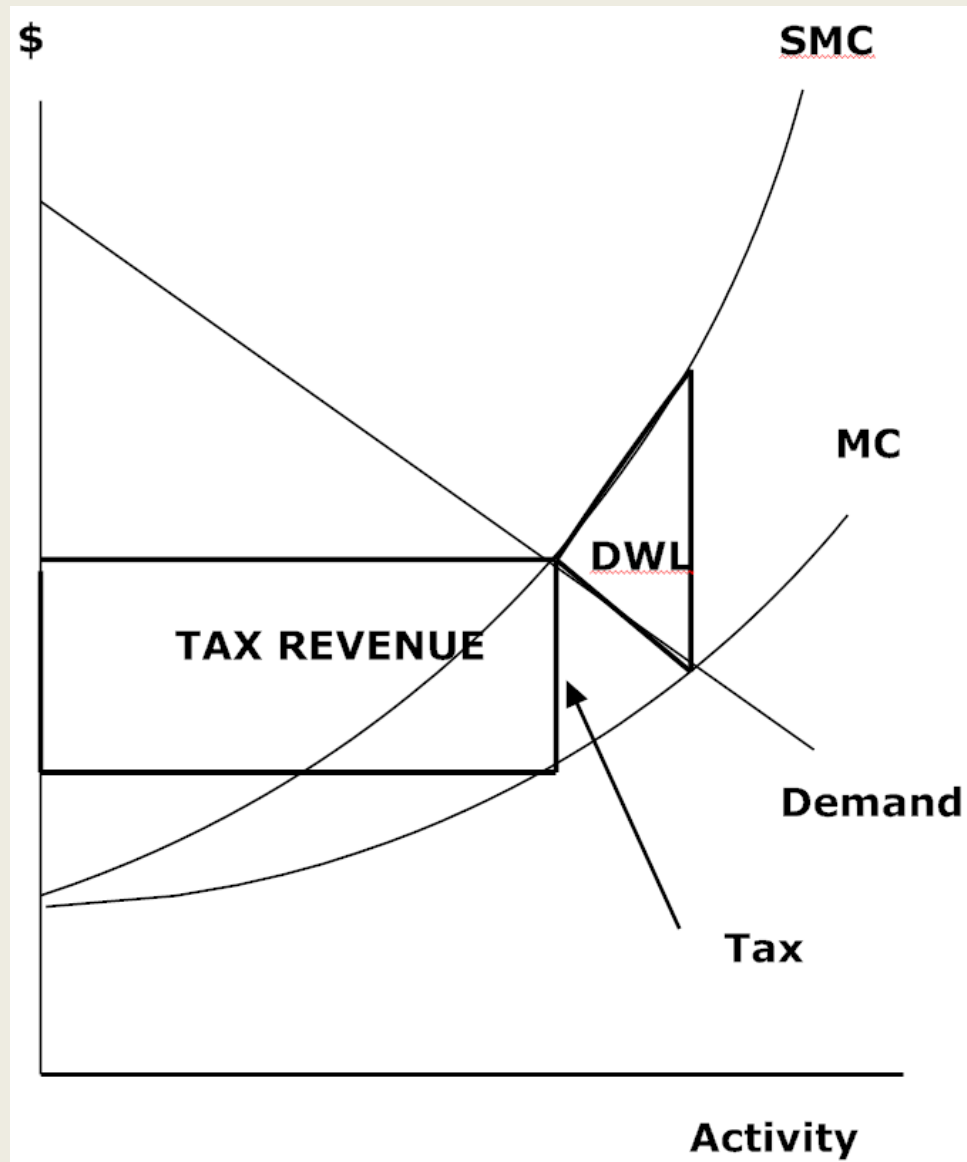 $
SMC
MC
DWL
TAX REVENUE
Demand
Tax
Activity